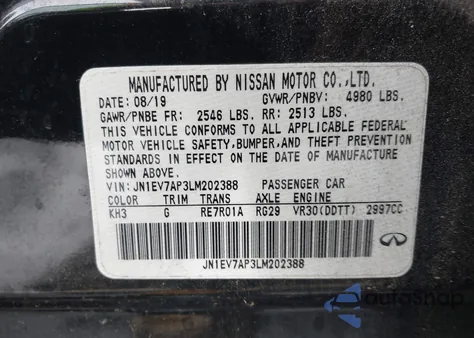 MANUFACTURED BY NISSAN MOTOR CO.,LTD.
DATE: 08/19 GVWR/PNBV: 4980 LBS.
GAWR/PNBE FR: 2546 LBS. RR: 2513 LBS.
THIS VEHICLE CONFORMS TO ALL APPLICABLE FEDERAL
MOTOR VEHICLE SAFETY,BUMPER,AND THEFT PREVENTION
STANDARDS IN EFFECT ON THE DATE OF MANUFACTURE
SHOWN ABOVE.
VIN: JN1EV7AP3LM202388 PASSENGER CAR
COLOR TRIM TRANS AXLE ENGINE
KH3 G RE7R01A RG29 VR30(DDTT) 2997CC
JN1EV7AP3LM202388
AutoShop